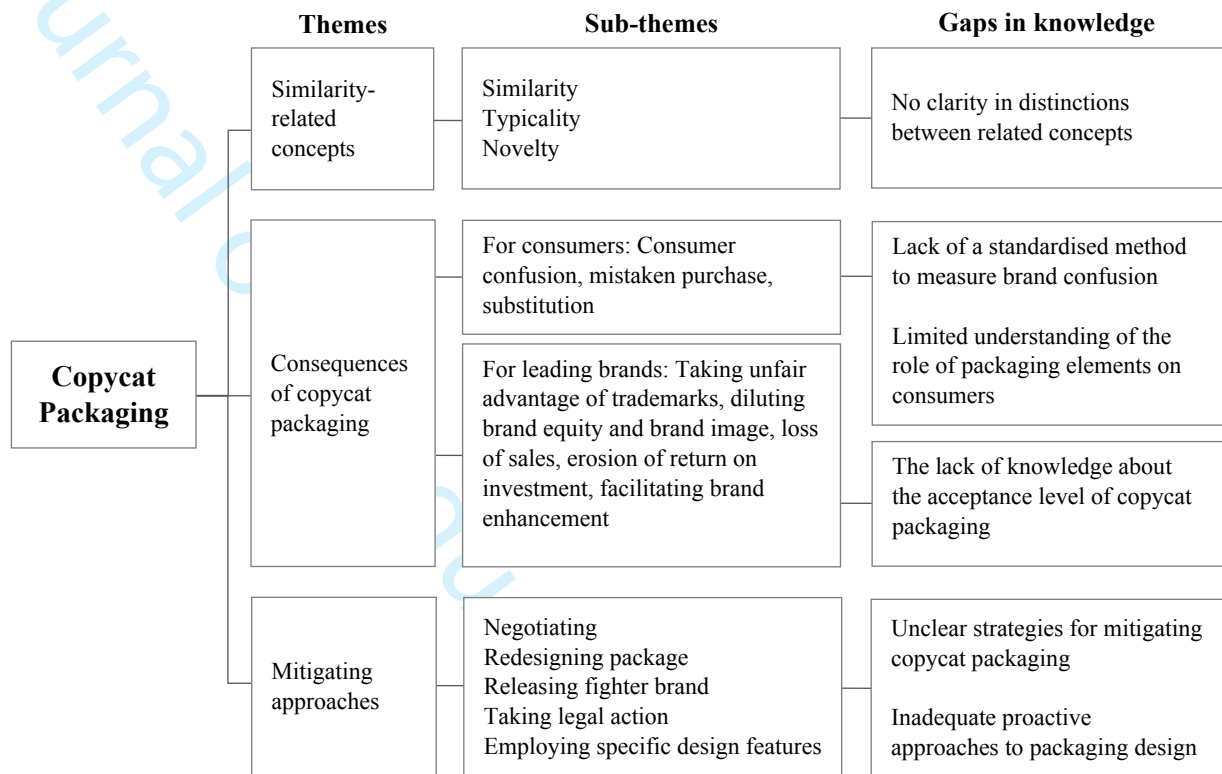 Themes
Sub-themes
Gaps in knowledge
Similarity-
related
concepts
Similarity
Typicality
Novelty
No clarity in distinctions
between related concepts
Copycat
Packaging
Consequences
of copycat
packaging
For consumers: Consumer
confusion, mistaken purchase,
substitution
Lack of a standardised method
to measure brand confusion
Limited understanding of the
role of packaging elements on
consumers
For leading brands: Taking unfair
advantage of trademarks, diluting
brand equity and brand image, loss
of sales, erosion of return on
investment, facilitating brand
enhancement
The lack of knowledge about
the acceptance level of copycat
packaging
Mitigating
approaches
Negotiating
Redesigning package
Releasing fighter brand
Taking legal action
Employing specific design features
Unclear strategies for mitigating
copycat packaging
Inadequate proactive
approaches to packaging design